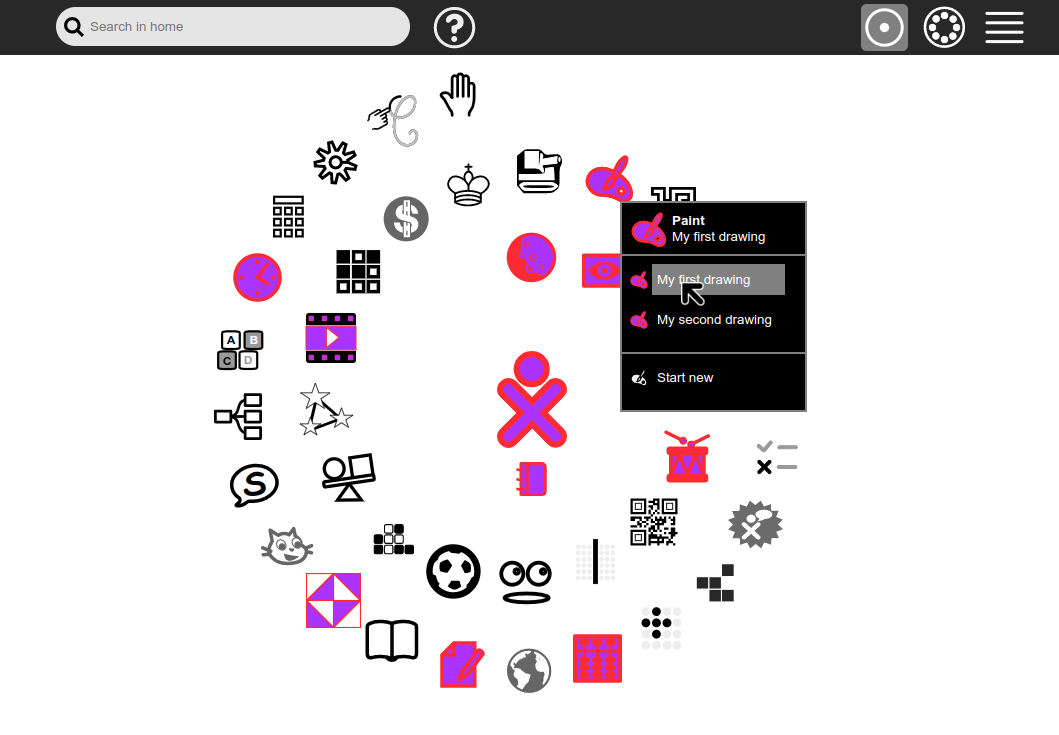 Search in home
?
$
Paint
My first drawing
My first drawing
My second drawing
Start new
A B
C D
S